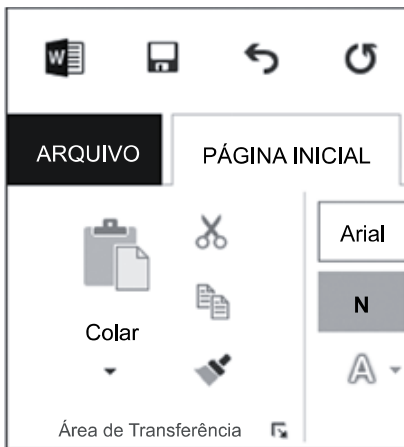 W
ARQUIVO
PÁGINA INICIAL
Arial
N
A
Colar
Área de Transferência